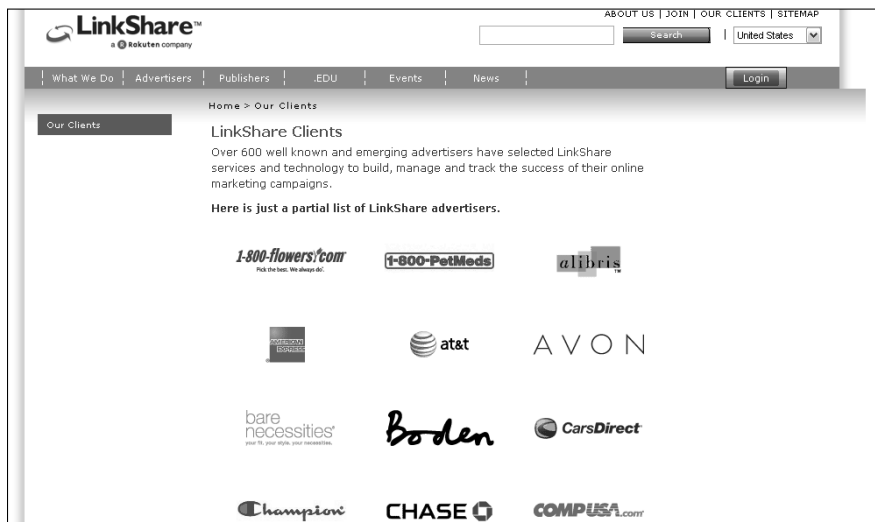 ABOUT US | JOIN | OUR CLIENTS | SITEMAP
LinkShare™
a Rakuten company
Search
United States
What We Do
Advertisers
Publishers
.EDU
Events
News
Login
Home > Our Clients
Our Clients
LinkShare Clients
Over 600 well known and emerging advertisers have selected LinkShare
services and technology to build, manage and track the success of their online
marketing campaigns.
Here is just a partial list of LinkShare advertisers.
1-800-flowers.com
Pick the best. We always do.
1-800-PetMeds
alibris™
AMERICAN
EXPRESS
at&t
AVON
bare
necessities®
your fit. your style. your necessities.
Boden
CarsDirect
Champion
CHASE
COMPUSA.com